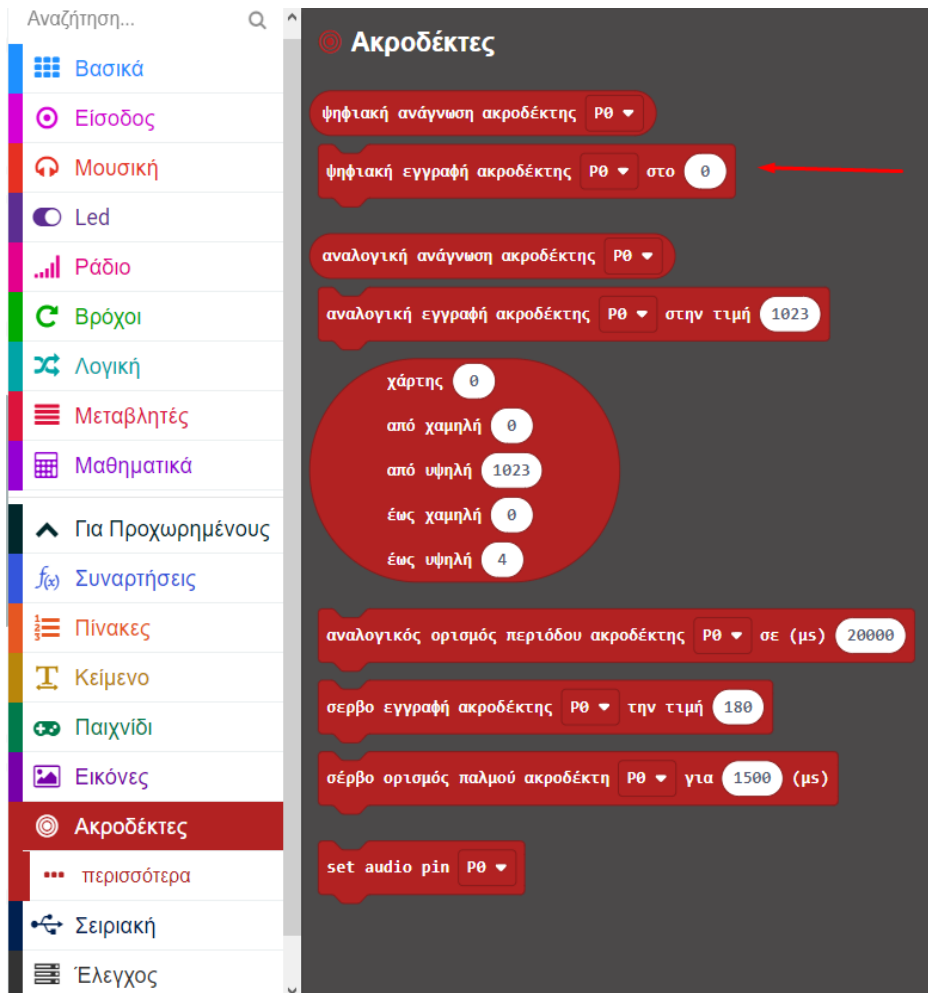 Αναζήτηση...
Βασικά
Είσοδος
Μουσική
Led
Ράδιο
Βρόχοι
Λογική
Μεταβλητές
Μαθηματικά
Για Προχωρημένους
f(x) Συναρτήσεις
Πίνακες
Κείμενο
Παιχνίδι
Εικόνες
Ακροδέκτες
περισσότερα
Σειριακή
Έλεγχος
Ακροδέκτες
ψηφιακή ανάγνωση ακροδέκτης P0
ψηφιακή εγγραφή ακροδέκτης P0 στο 0
αναλογική ανάγνωση ακροδέκτης P0
αναλογική εγγραφή ακροδέκτης P0 στην τιμή 1023
χάρτης 0
από χαμηλή 0
από υψηλή 1023
έως χαμηλή 0
έως υψηλή 4
αναλογικός ορισμός περιόδου ακροδέκτης P0 σε (μs) 20000
σερβο εγγραφή ακροδέκτης P0 την τιμή 180
σέρβο ορισμός παλμού ακροδέκτη P0 για 1500 (μs)
set audio pin P0